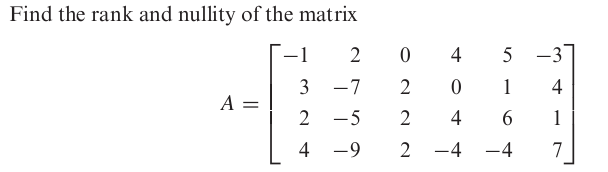 Find the rank and nullity of the matrix
−1 2 0 4 5 −3
3 −7 2 0 1 4
A =
2 −5 2 4 6 1
4 −9 2 −4 −4 7